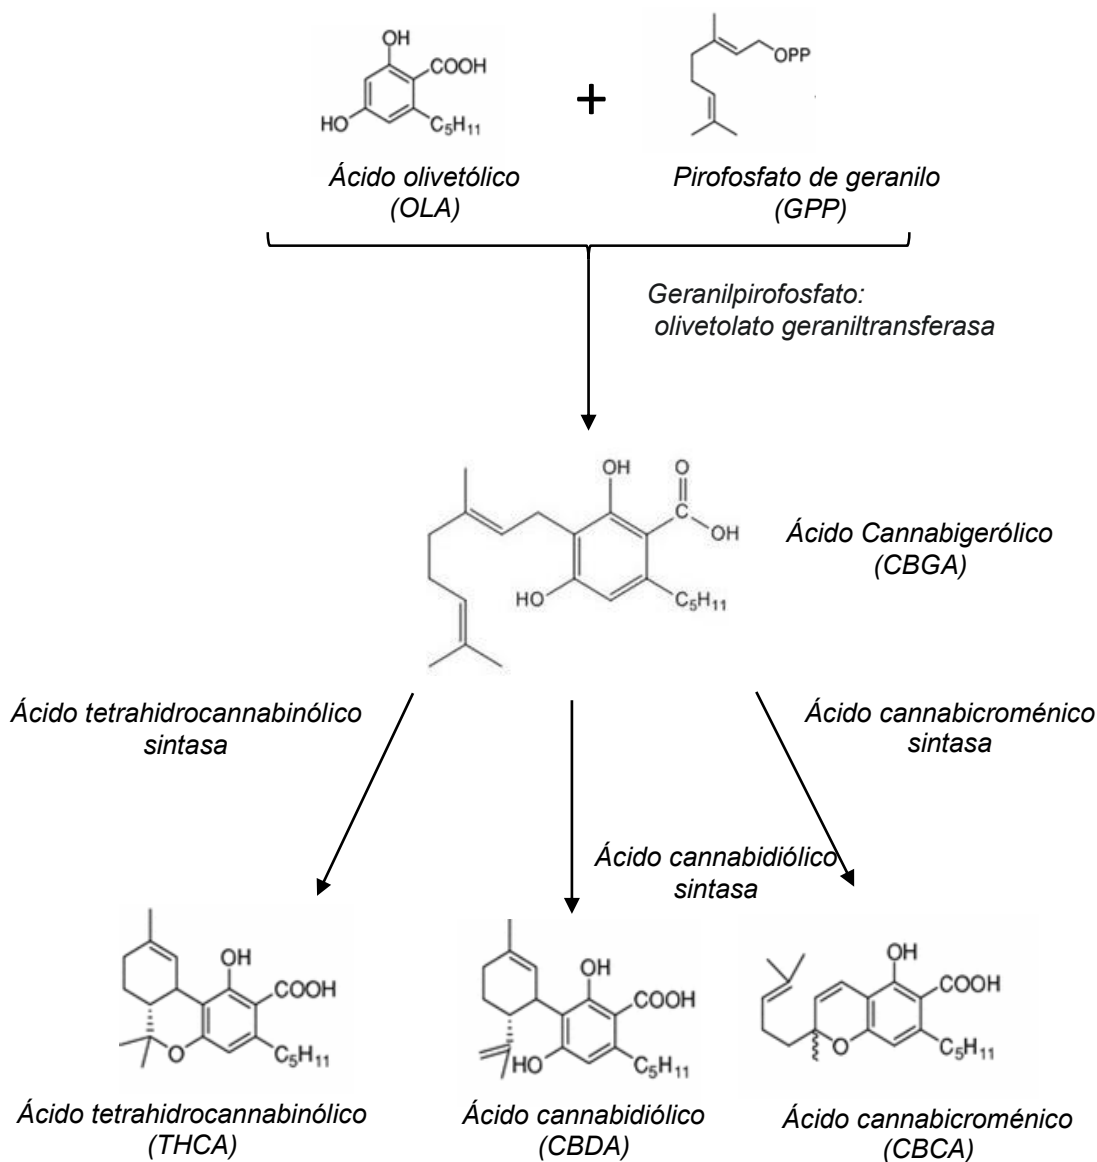 OH
COOH
HO
C5H11
+
OPP
Ácido olivetólico
(OLA)
Pirofosfato de geranilo
(GPP)
Geranilpirofosfato:
olivetolato geraniltransferasa
OH
O
C
OH
HO
C5H11
Ácido Cannabigerólico
(CBGA)
Ácido tetrahidrocannabinólico
sintasa
Ácido cannabicroménico
sintasa
Ácido cannabidiólico
sintasa
OH
COOH
O
C5H11
OH
COOH
HO
C5H11
OH
COOH
O
C5H11
Ácido tetrahidrocannabinólico
(THCA)
Ácido cannabidiólico
(CBDA)
Ácido cannabicroménico
(CBCA)